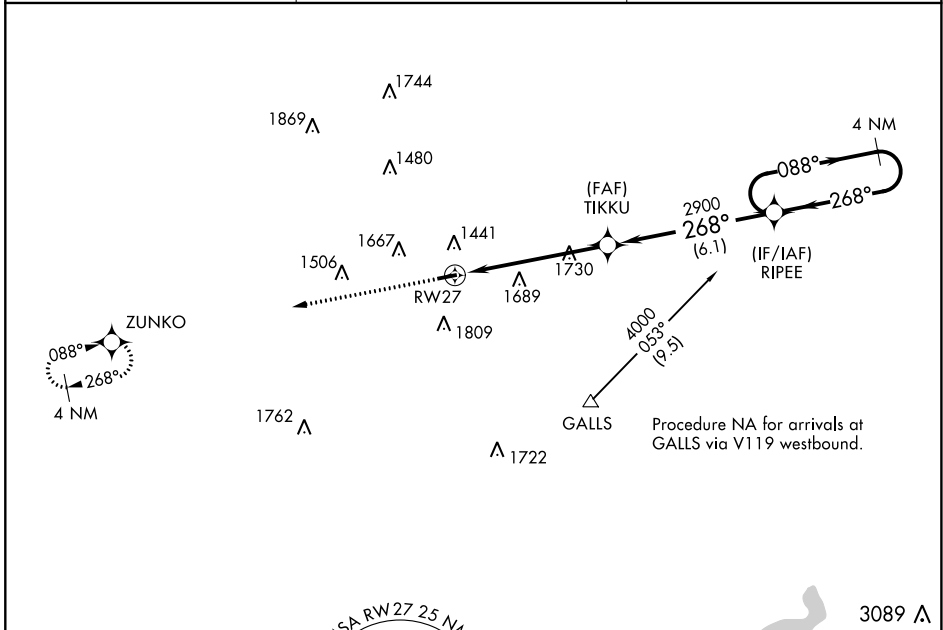 1744
1869
4 NM
1480
088°
268°
(FAF)
TIKKU
2900
268°
(6.1)
(IF/IAF)
RIPEE
1441
1667
1506
1730
RW27
1689
1809
ZUNKO
088°
268°
4 NM
4000
053°
(9.5)
GALLS
Procedure NA for arrivals at
GALLS via V119 westbound.
1762
1722
RW27 25
3089